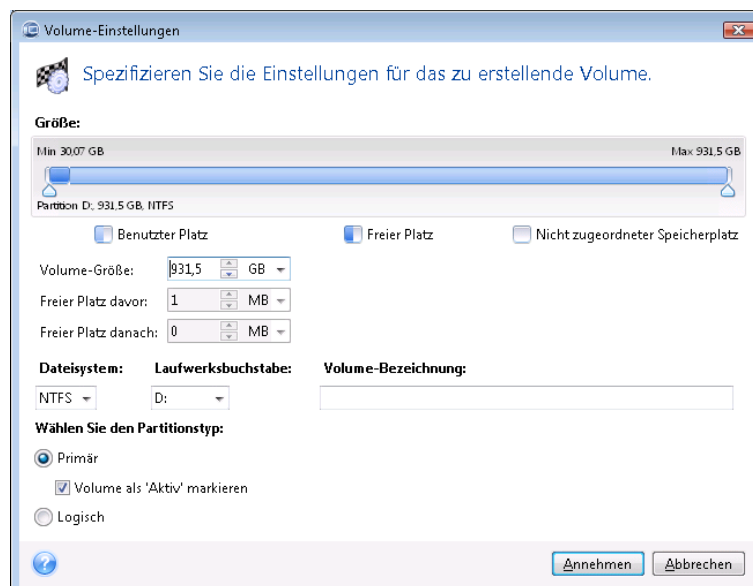 Volume-Einstellungen
Spezifizieren Sie die Einstellungen für das zu erstellende Volume.
Größe:
Min 30,07 GB Max 931,5 GB
Partition D:, 931,5 GB, NTFS
Benutzter Platz Freier Platz Nicht zugeordneter Speicherplatz
Volume-Größe: 931,5 GB
Freier Platz davor: 1 MB
Freier Platz danach: 0 MB
Dateisystem: Laufwerksbuchstabe: Volume-Bezeichnung:
NTFS D:
Wählen Sie den Partitionstyp:
Primär
Volume als 'Aktiv' markieren
Logisch
? Annehmen Abbrechen